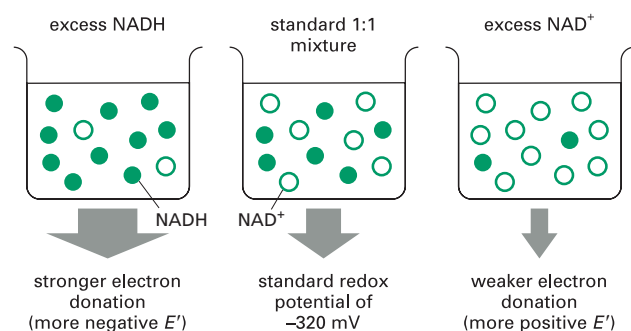 excess NADH
standard 1:1
mixture
excess NAD⁺
NADH
NAD⁺
stronger electron
donation
(more negative E′)
standard redox
potential of
–320 mV
weaker electron
donation
(more positive E′)